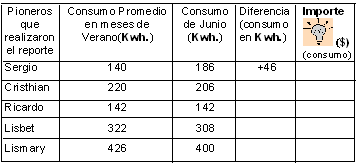 Pioneros que realizaron el reporte	Consumo Promedio en meses de Verano(Kwh.)	Consumo de Junio (Kwh.)	Diferencia (consumo en Kwh.)	Importe ($) (consumo)
Sergio	140	186	+46
Cristhian	220	206
Ricardo	142	142
Lisbet	322	308
Lismary	426	400